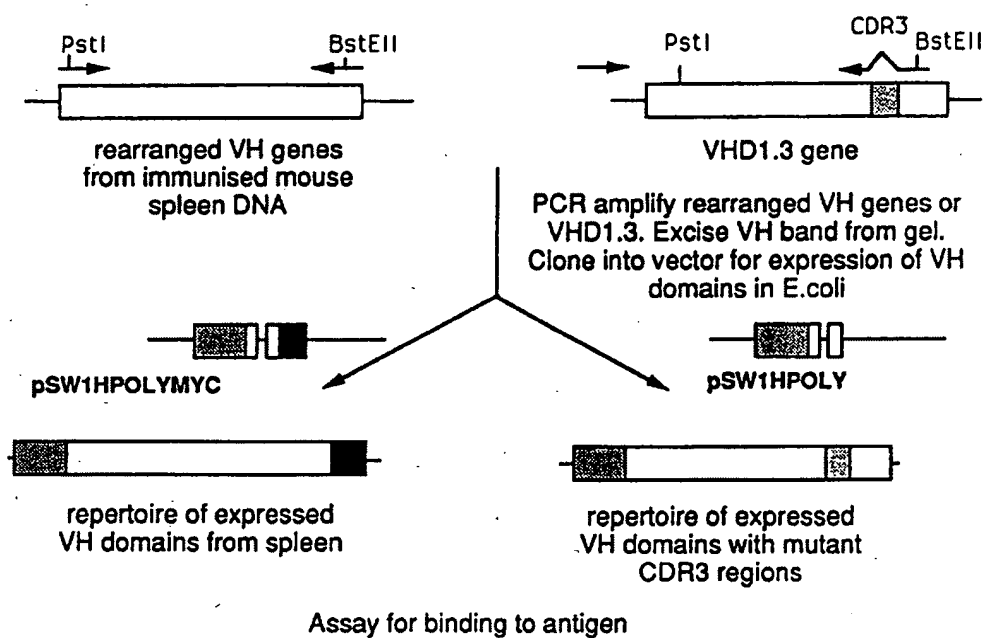 PstI
BstEII
rearranged VH genes
from immunised mouse
spleen DNA
PstI
CDR3
BstEII
VHD1.3 gene
PCR amplify rearranged VH genes or
VHD1.3. Excise VH band from gel.
Clone into vector for expression of VH
domains in E.coli
pSW1HPOLYMYC
pSW1HPOLY
repertoire of expressed
VH domains from spleen
repertoire of expressed
VH domains with mutant
CDR3 regions
Assay for binding to antigen